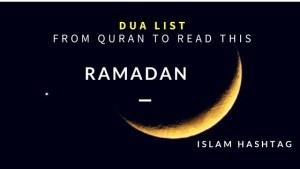 DUA LIST
FROM QURAN TO READ THIS
RAMADAN
ISLAM HASHTAG